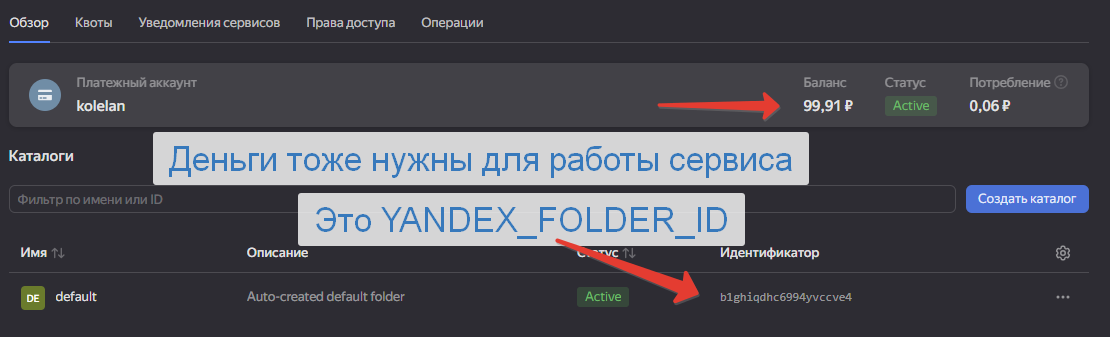 Обзор Квоты Уведомления сервисов Права доступа Операции
Платежный аккаунт Баланс Статус Потребление
kolelan 99,91 ₽ Active 0,06 ₽
Деньги тоже нужны для работы сервиса
Каталоги
Фильтр по имени или ID Создать каталог
Это YANDEX_FOLDER_ID
Имя Описание Статус Идентификатор
DE default Auto-created default folder Active b1ghiqdhc6994yvccve4